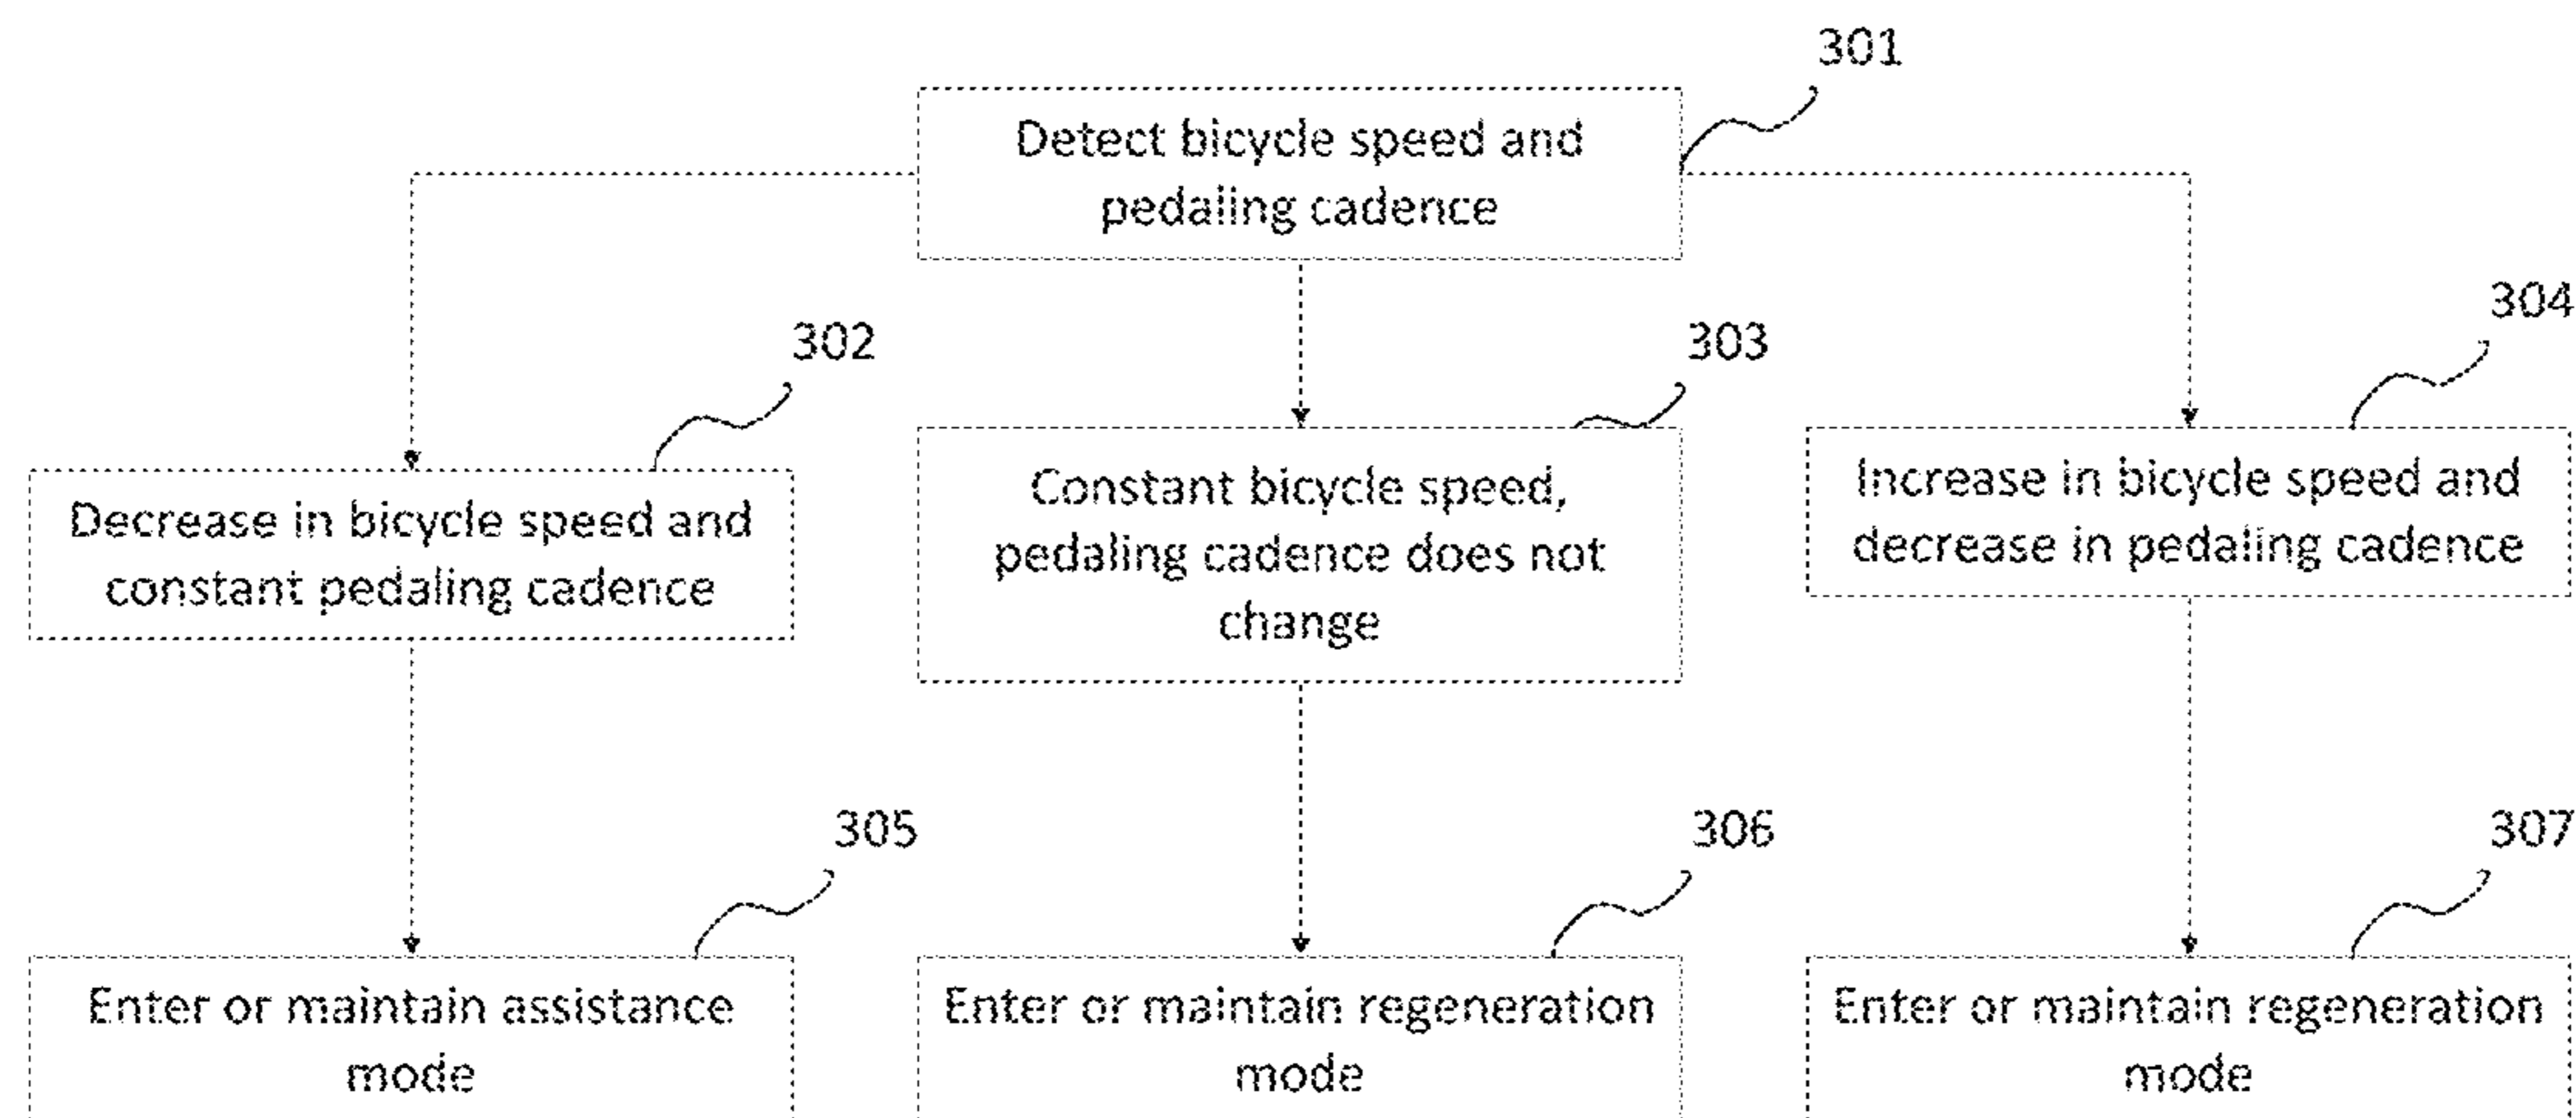 301
Detect bicycle speed and
pedaling cadence
302
303
304
Decrease in bicycle speed and
constant pedaling cadence
Constant bicycle speed,
pedaling cadence does not
change
Increase in bicycle speed and
decrease in pedaling cadence
305
306
307
Enter or maintain assistance
mode
Enter or maintain regeneration
mode
Enter or maintain regeneration
mode